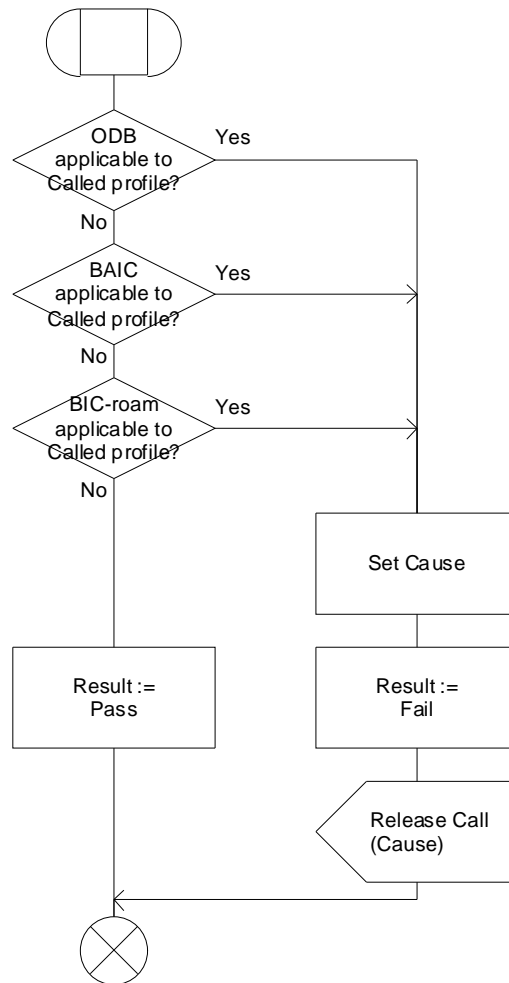 ODB
applicable to
Called profile?
Yes
No
BAIC
applicable to
Called profile?
Yes
No
BIC-roam
applicable to
Called profile?
Yes
No
Set Cause
Result :=
Pass
Result :=
Fail
Release Call
(Cause)